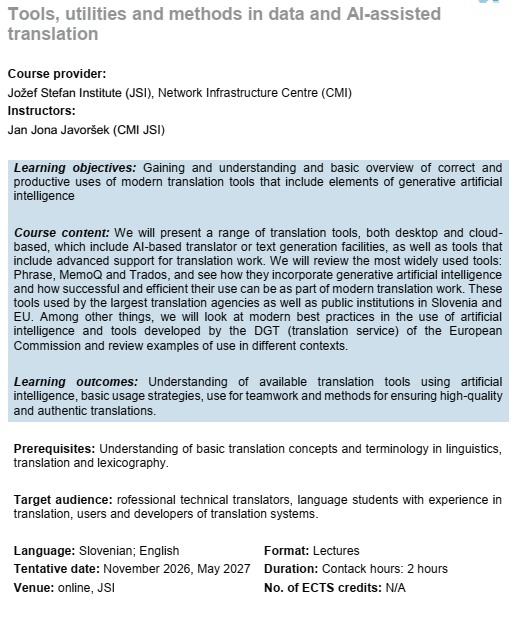 Tools, utilities and methods in data and AI-assisted
translation
Course provider:
Jožef Stefan Institute (JSI), Network Infrastructure Centre (CMI)
Instructors:
Jan Jona Javoršek (CMI JSI)
Learning objectives: Gaining and understanding and basic overview of correct and
productive uses of modern translation tools that include elements of generative artificial
intelligence
Course content: We will present a range of translation tools, both desktop and cloud-
based, which include AI-based translator or text generation facilities, as well as tools that
include advanced support for translation work. We will review the most widely used tools:
Phrase, MemoQ and Trados, and see how they incorporate generative artificial intelligence
and how successful and efficient their use can be as part of modern translation work. These
tools used by the largest translation agencies as well as public institutions in Slovenia and
EU. Among other things, we will look at modern best practices in the use of artificial
intelligence and tools developed by the DGT (translation service) of the European
Commission and review examples of use in different contexts.
Learning outcomes: Understanding of available translation tools using artificial
intelligence, basic usage strategies, use for teamwork and methods for ensuring high-quality
and authentic translations.
Prerequisites: Understanding of basic translation concepts and terminology in linguistics,
translation and lexicography.
Target audience: rofessional technical translators, language students with experience in
translation, users and developers of translation systems.
Language: Slovenian; English
Format: Lectures
Tentative date: November 2026, May 2027
Duration: Contack hours: 2 hours
Venue: online, JSI
No. of ECTS credits: N/A